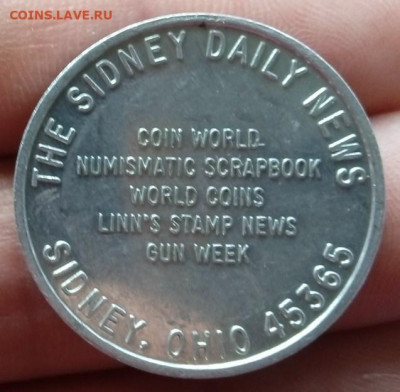 COINS.LAVE.RU
THE SIDNEY DAILY NEWS
COIN WORLD
NUMISMATIC SCRAPBOOK
WORLD COINS
LINN'S STAMP NEWS
GUN WEEK
SIDNEY, OHIO 45365